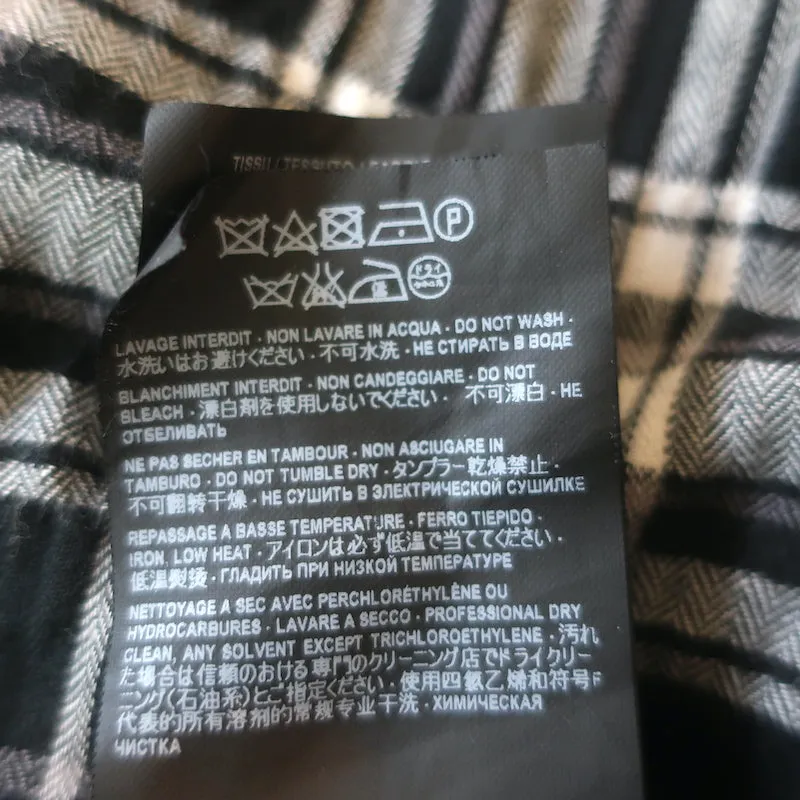 TISSU / TESSUTO /
P
低
ドライ
セキユ系
LAVAGE INTERDIT · NON LAVARE IN ACQUA · DO NOT WASH ·
水洗いはお避けください · 不可水洗 · НЕ СТИРАТЬ В ВОДЕ
BLANCHIMENT INTERDIT · NON CANDEGGIARE · DO NOT
BLEACH · 漂白剤を使用しないでください · 不可漂白 · НЕ
ОТБЕЛИВАТЬ
NE PAS SECHER EN TAMBOUR · NON ASCIUGARE IN
TAMBURO · DO NOT TUMBLE DRY · タンブラー乾燥禁止 ·
不可翻转干燥 · НЕ СУШИТЬ В ЭЛЕКТРИЧЕСКОЙ СУШИЛКЕ
REPASSAGE A BASSE TEMPERATURE · FERRO TIEPIDO ·
IRON, LOW HEAT · アイロンは必ず低温で当ててください ·
低温熨烫 · ГЛАДИТЬ ПРИ НИЗКОЙ ТЕМПЕРАТУРЕ
NETTOYAGE A SEC AVEC PERCHLORÉTHYLÈNE OU
HYDROCARBURES · LAVARE A SECCO · PROFESSIONAL DRY
CLEAN, ANY SOLVENT EXCEPT TRICHLOROETHYLENE · 汚れ
た場合は信頼のおける専門のクリーニング店でドライクリー
ニング(石油系)とご指定ください · 使用四氯乙烯和符号F
代表的所有溶剂的常规专业干洗 · ХИМИЧЕСКАЯ
ЧИСТКА